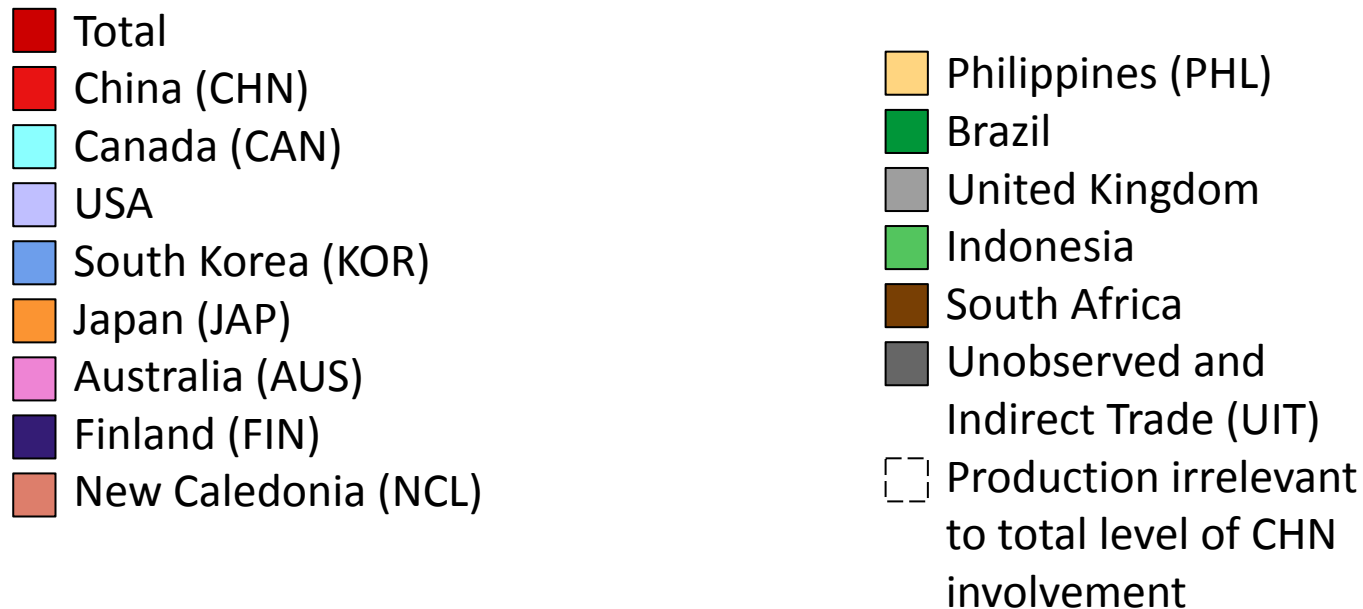 Total
China (CHN)
Canada (CAN)
USA
South Korea (KOR)
Japan (JAP)
Australia (AUS)
Finland (FIN)
New Caledonia (NCL)
Philippines (PHL)
Brazil
United Kingdom
Indonesia
South Africa
Unobserved and
Indirect Trade (UIT)
Production irrelevant
to total level of CHN
involvement